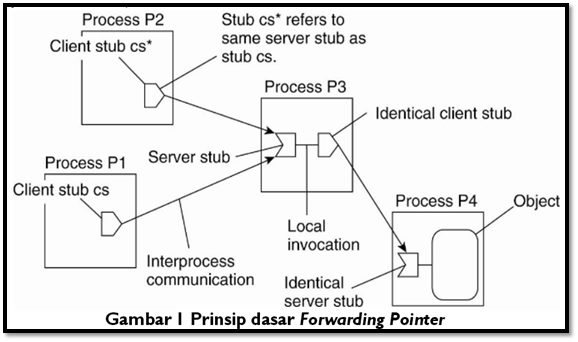 Process P2
Client stub cs*
Stub cs* refers to
same server stub as
stub cs.
Process P3
Identical client stub
Process P1
Server stub
Client stub cs
Process P4
Object
Local
invocation
Interprocess
communication
Identical
server stub
Gambar 1 Prinsip dasar Forwarding Pointer